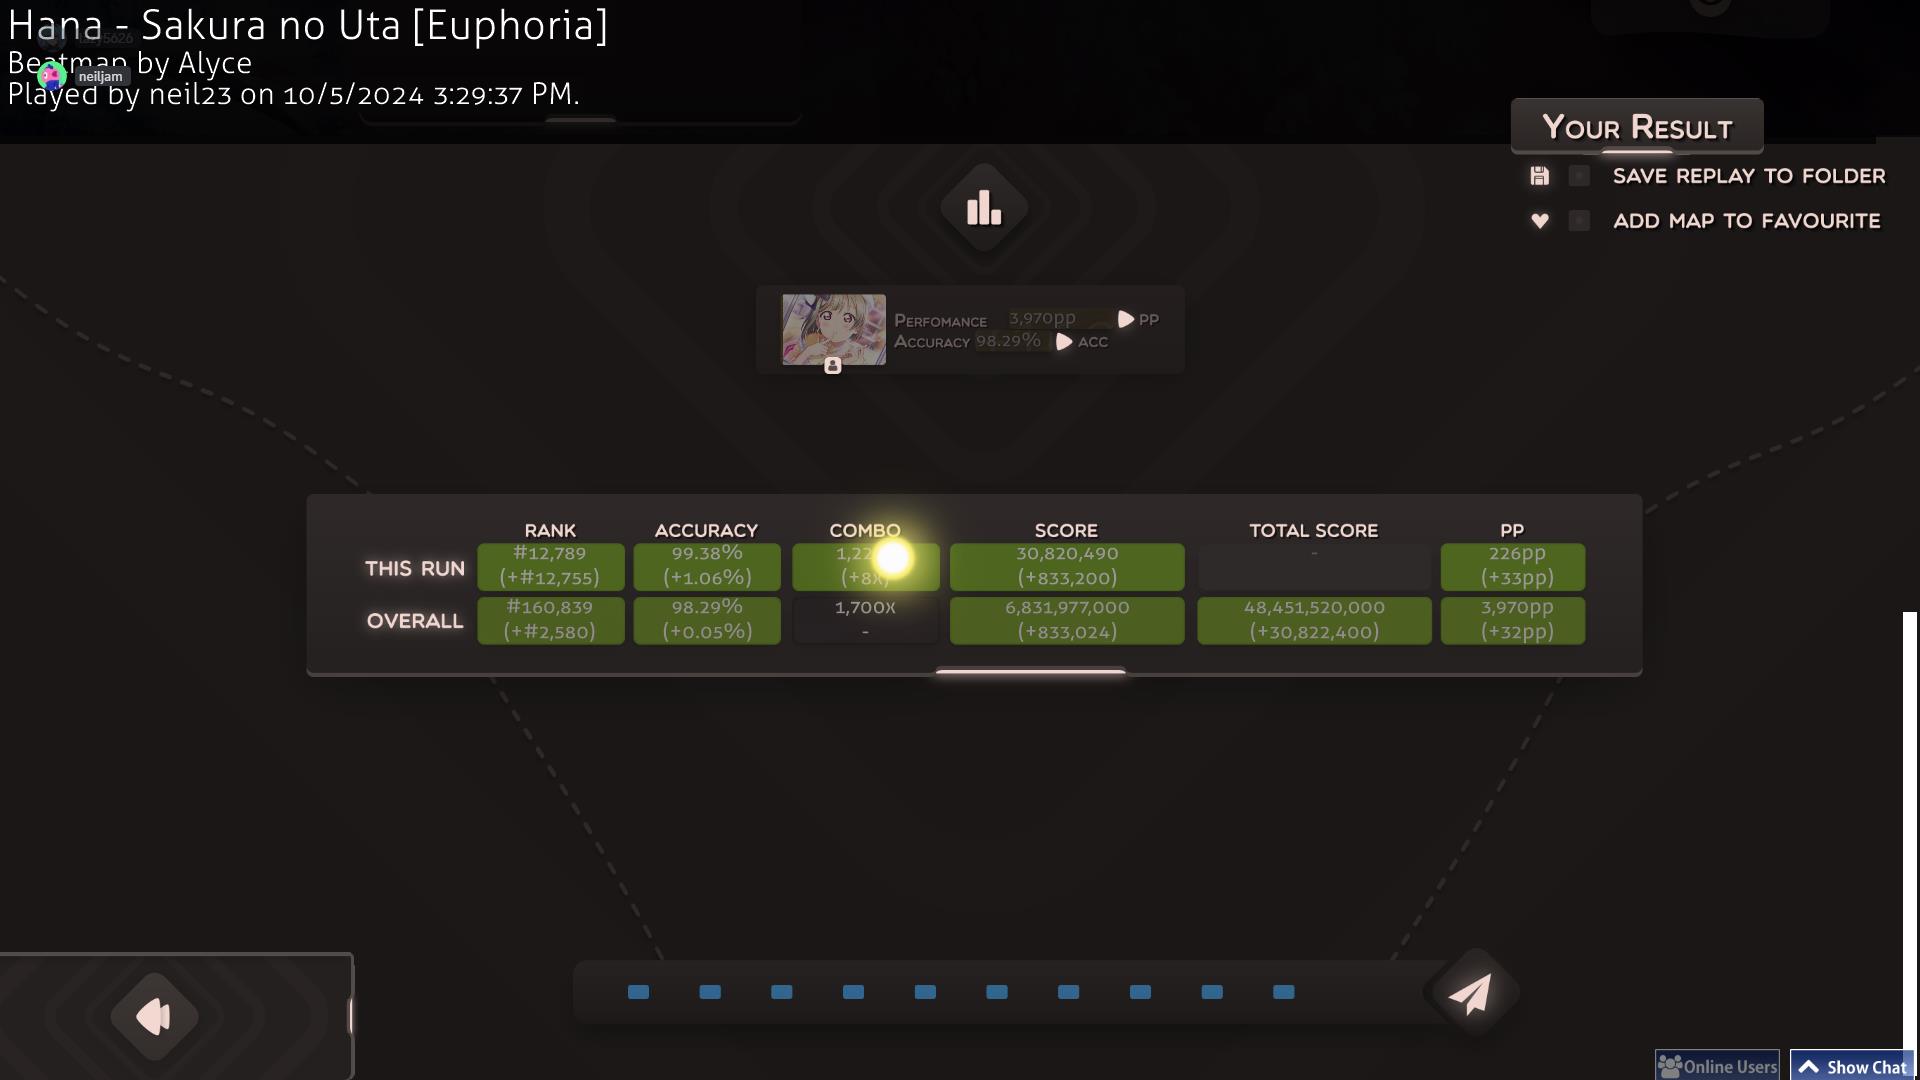 Hana - Sakura no Uta [Euphoria]
Beatmap by Alyce
neiljam
Played by neil23 on 10/5/2024 3:29:37 PM.
Your Result
SAVE REPLAY TO FOLDER
ADD MAP TO FAVOURITE
Perfomance 3,970pp PP
Accuracy 98.29% ACC
RANK ACCURACY COMBO SCORE TOTAL SCORE PP
THIS RUN
#12,789 99.38% 30,820,490 - 226pp
(+#12,755) (+1.06%) (+8x) (+833,200) (+33pp)
OVERALL
#160,839 98.29% 1,700x 6,831,977,000 48,451,520,000 3,970pp
(+#2,580) (+0.05%) - (+833,024) (+30,822,400) (+32pp)
Online Users
Show Chat